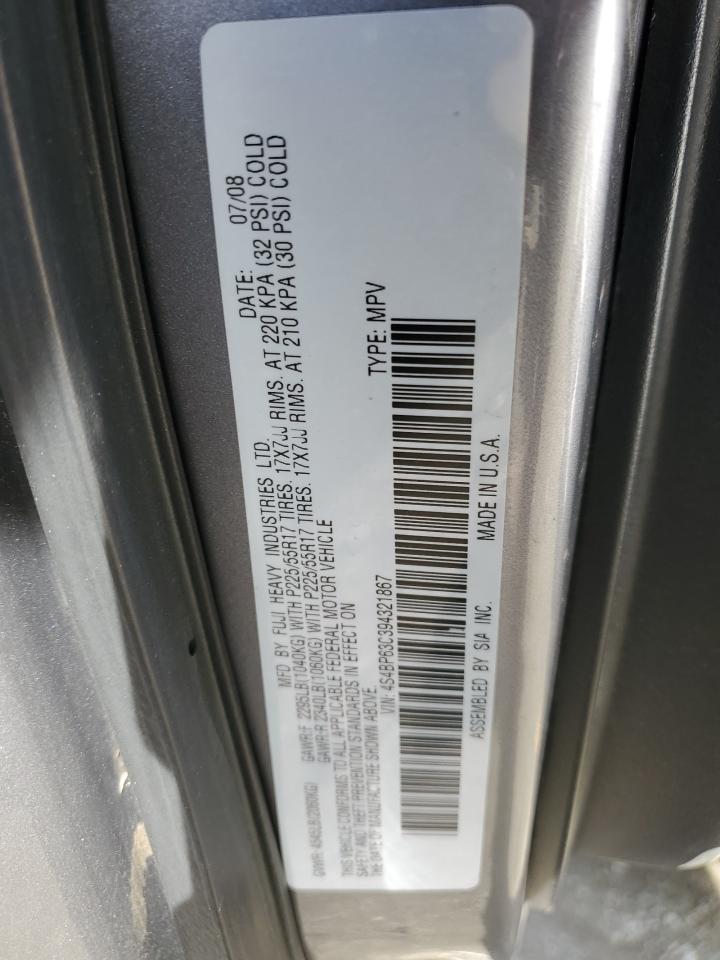 MFD BY FUJI HEAVY INDUSTRIES LTD. DATE: 07/08
GAWR-F 2295LB(1040KG) WITH P225/55R17 TIRES. 17X7JJ RIMS. AT 220 KPA (32 PSI) COLD
GVWR: 4545LB(2060KG) GAWR-R 2340LB(1060KG) WITH P225/55R17 TIRES. 17X7JJ RIMS. AT 210 KPA (30 PSI) COLD
THIS VEHICLE CONFORMS TO ALL APPLICABLE FEDERAL MOTOR VEHICLE
SAFETY AND THEFT PREVENTION STANDARDS IN EFFECT ON
THE DATE OF MANUFACTURE SHOWN ABOVE.
VIN: 4S4BP63C394321867 TYPE: MPV
ASSEMBLED BY SIA INC. MADE IN U.S.A.